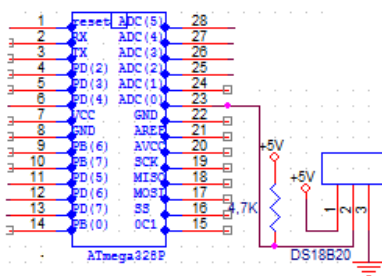 1 reset ADC(5) 28
2 RX ADC(4) 27
3 TX ADC(3) 26
4 PD(2) ADC(2) 25
5 PD(3) ADC(1) 24
6 PD(4) ADC(0) 23
7 VCC GND 22
8 GND AREF 21
9 PB(6) AVCC 20
10 PB(7) SCK 19
11 PD(5) MISO 18
12 PD(6) MOSI 17
13 PD(7) SS 16
14 PB(0) OC1 15
ATmega328P
+5V
+5V
4,7K
1 2 3
DS18B20